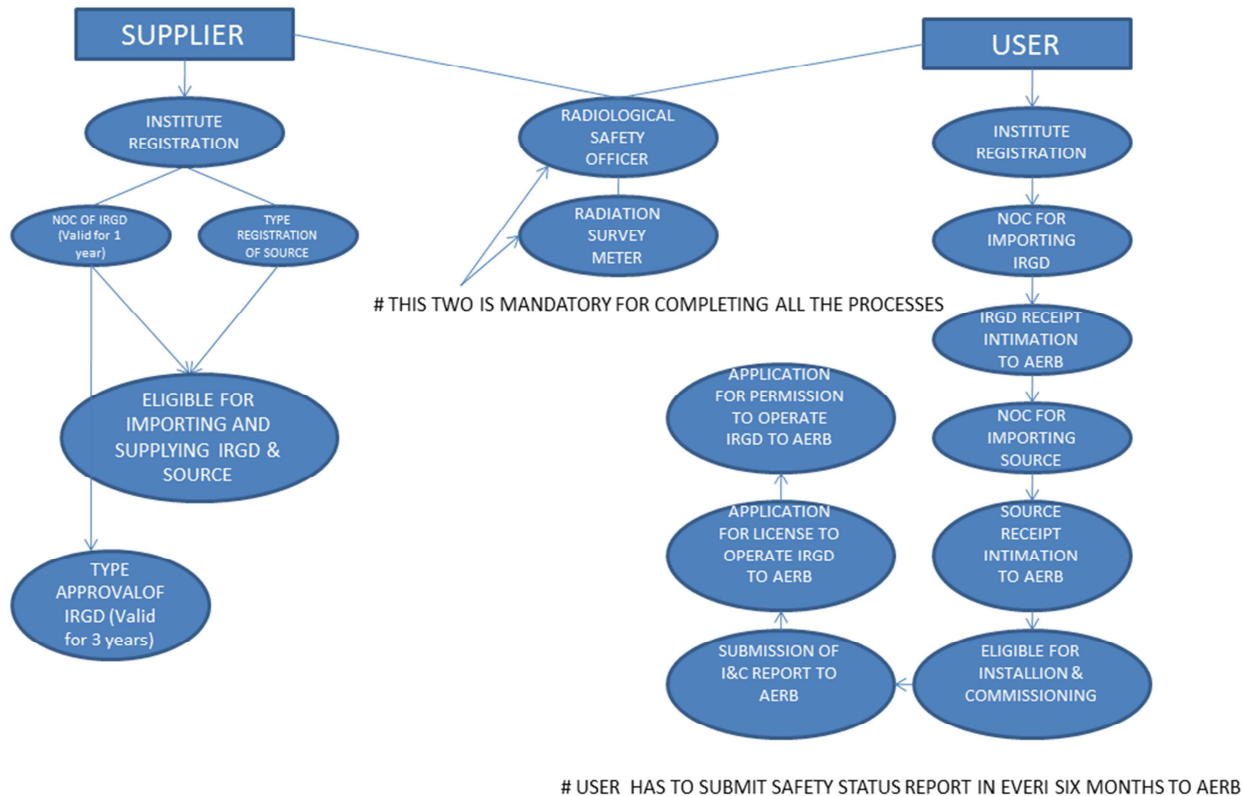 SUPPLIER
USER
INSTITUTE
REGISTRATION
NOC OF IRGD
(Valid for 1
year)
TYPE
REGISTRATION
OF SOURCE
ELIGIBLE FOR
IMPORTING AND
SUPPLYING IRGD &
SOURCE
TYPE
APPROVALOF
IRGD (Valid
for 3 years)
RADIOLOGICAL
SAFETY
OFFICER
RADIATION
SURVEY
METER
# THIS TWO IS MANDATORY FOR COMPLETING ALL THE PROCESSES
INSTITUTE
REGISTRATION
NOC FOR
IMPORTING
IRGD
IRGD RECEIPT
INTIMATION
TO AERB
NOC FOR
IMPORTING
SOURCE
SOURCE
RECEIPT
INTIMATION
TO AERB
ELIGIBLE FOR
INSTALLION &
COMMISSIONING
SUBMISSION OF
I&C REPORT TO
AERB
APPLICATION
FOR LICENSE TO
OPERATE IRGD
TO AERB
APPLICATION
FOR PERMISSION
TO OPERATE
IRGD TO AERB
# USER HAS TO SUBMIT SAFETY STATUS REPORT IN EVERI SIX MONTHS TO AERB